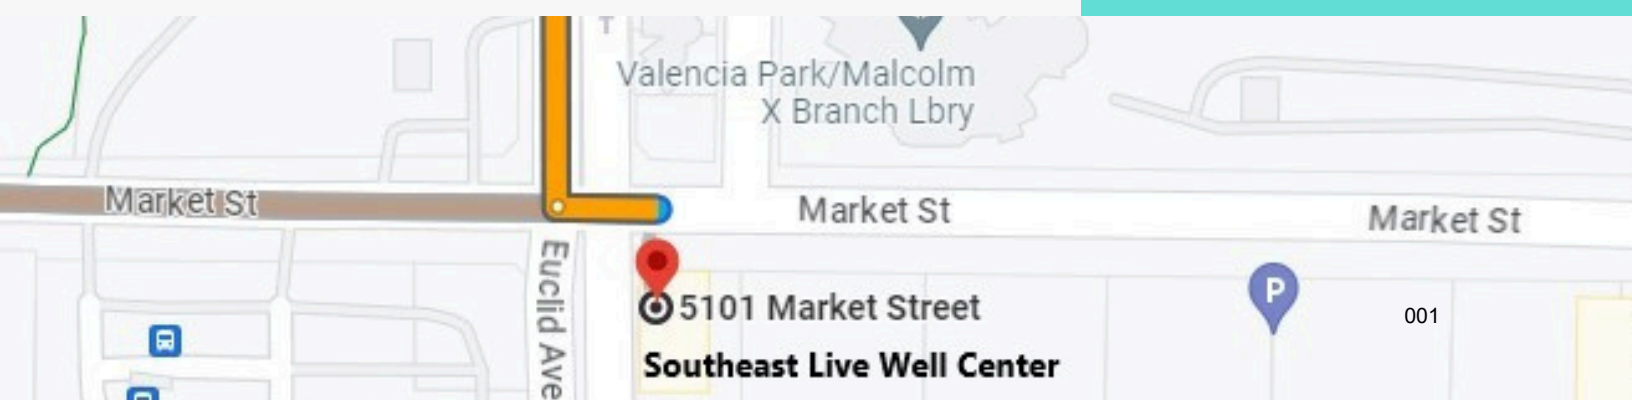 T
Valencia Park/Malcolm
X Branch Lbry
Market St
Market St
Market St
Euclid Ave
5101 Market Street
P
001
Southeast Live Well Center